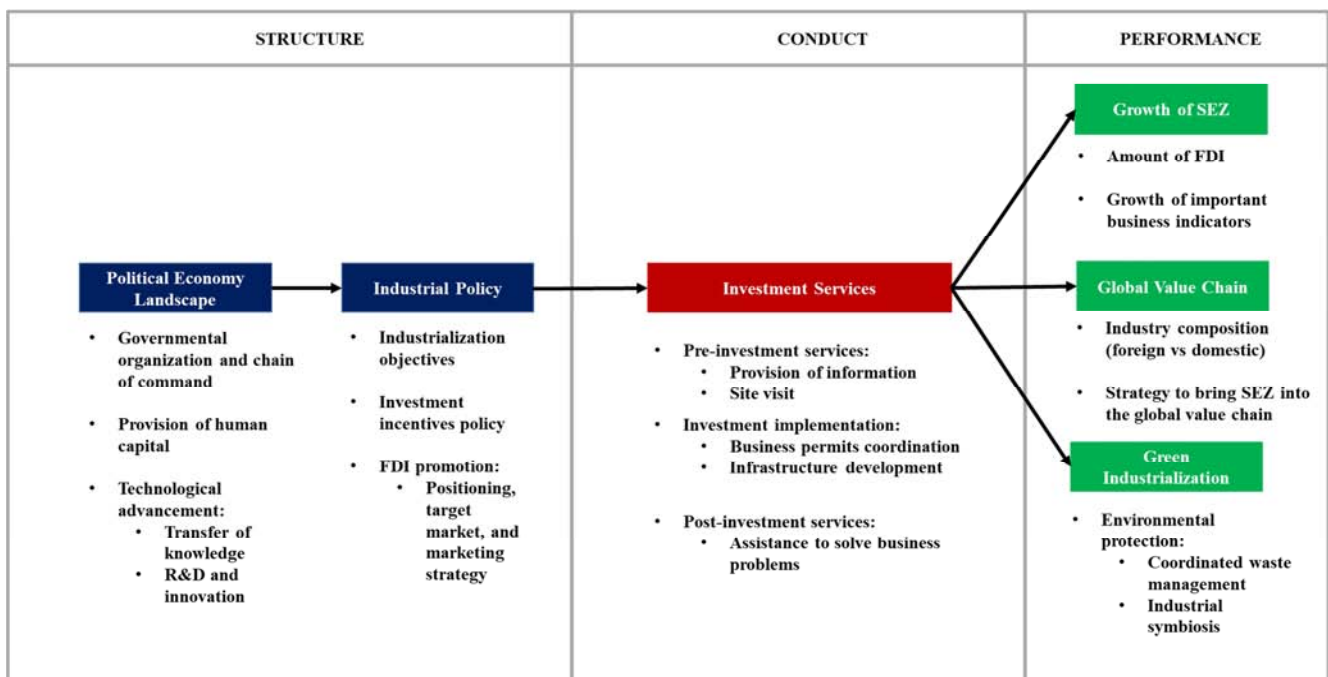 STRUCTURE
CONDUCT
PERFORMANCE
Political Economy
Landscape
• Governmental
organization and chain
of command
• Provision of human
capital
• Technological
advancement:
• Transfer of
knowledge
• R&D and
innovation
Industrial Policy
• Industrialization
objectives
• Investment
incentives policy
• FDI promotion:
• Positioning,
target
market, and
marketing
strategy
Investment Services
• Pre-investment services:
• Provision of information
• Site visit
• Investment implementation:
• Business permits coordination
• Infrastructure development
• Post-investment services:
• Assistance to solve business
problems
Growth of SEZ
• Amount of FDI
• Growth of important
business indicators
Global Value Chain
• Industry composition
(foreign vs domestic)
• Strategy to bring SEZ into
the global value chain
Green
Industrialization
• Environmental
protection:
• Coordinated waste
management
• Industrial
symbiosis